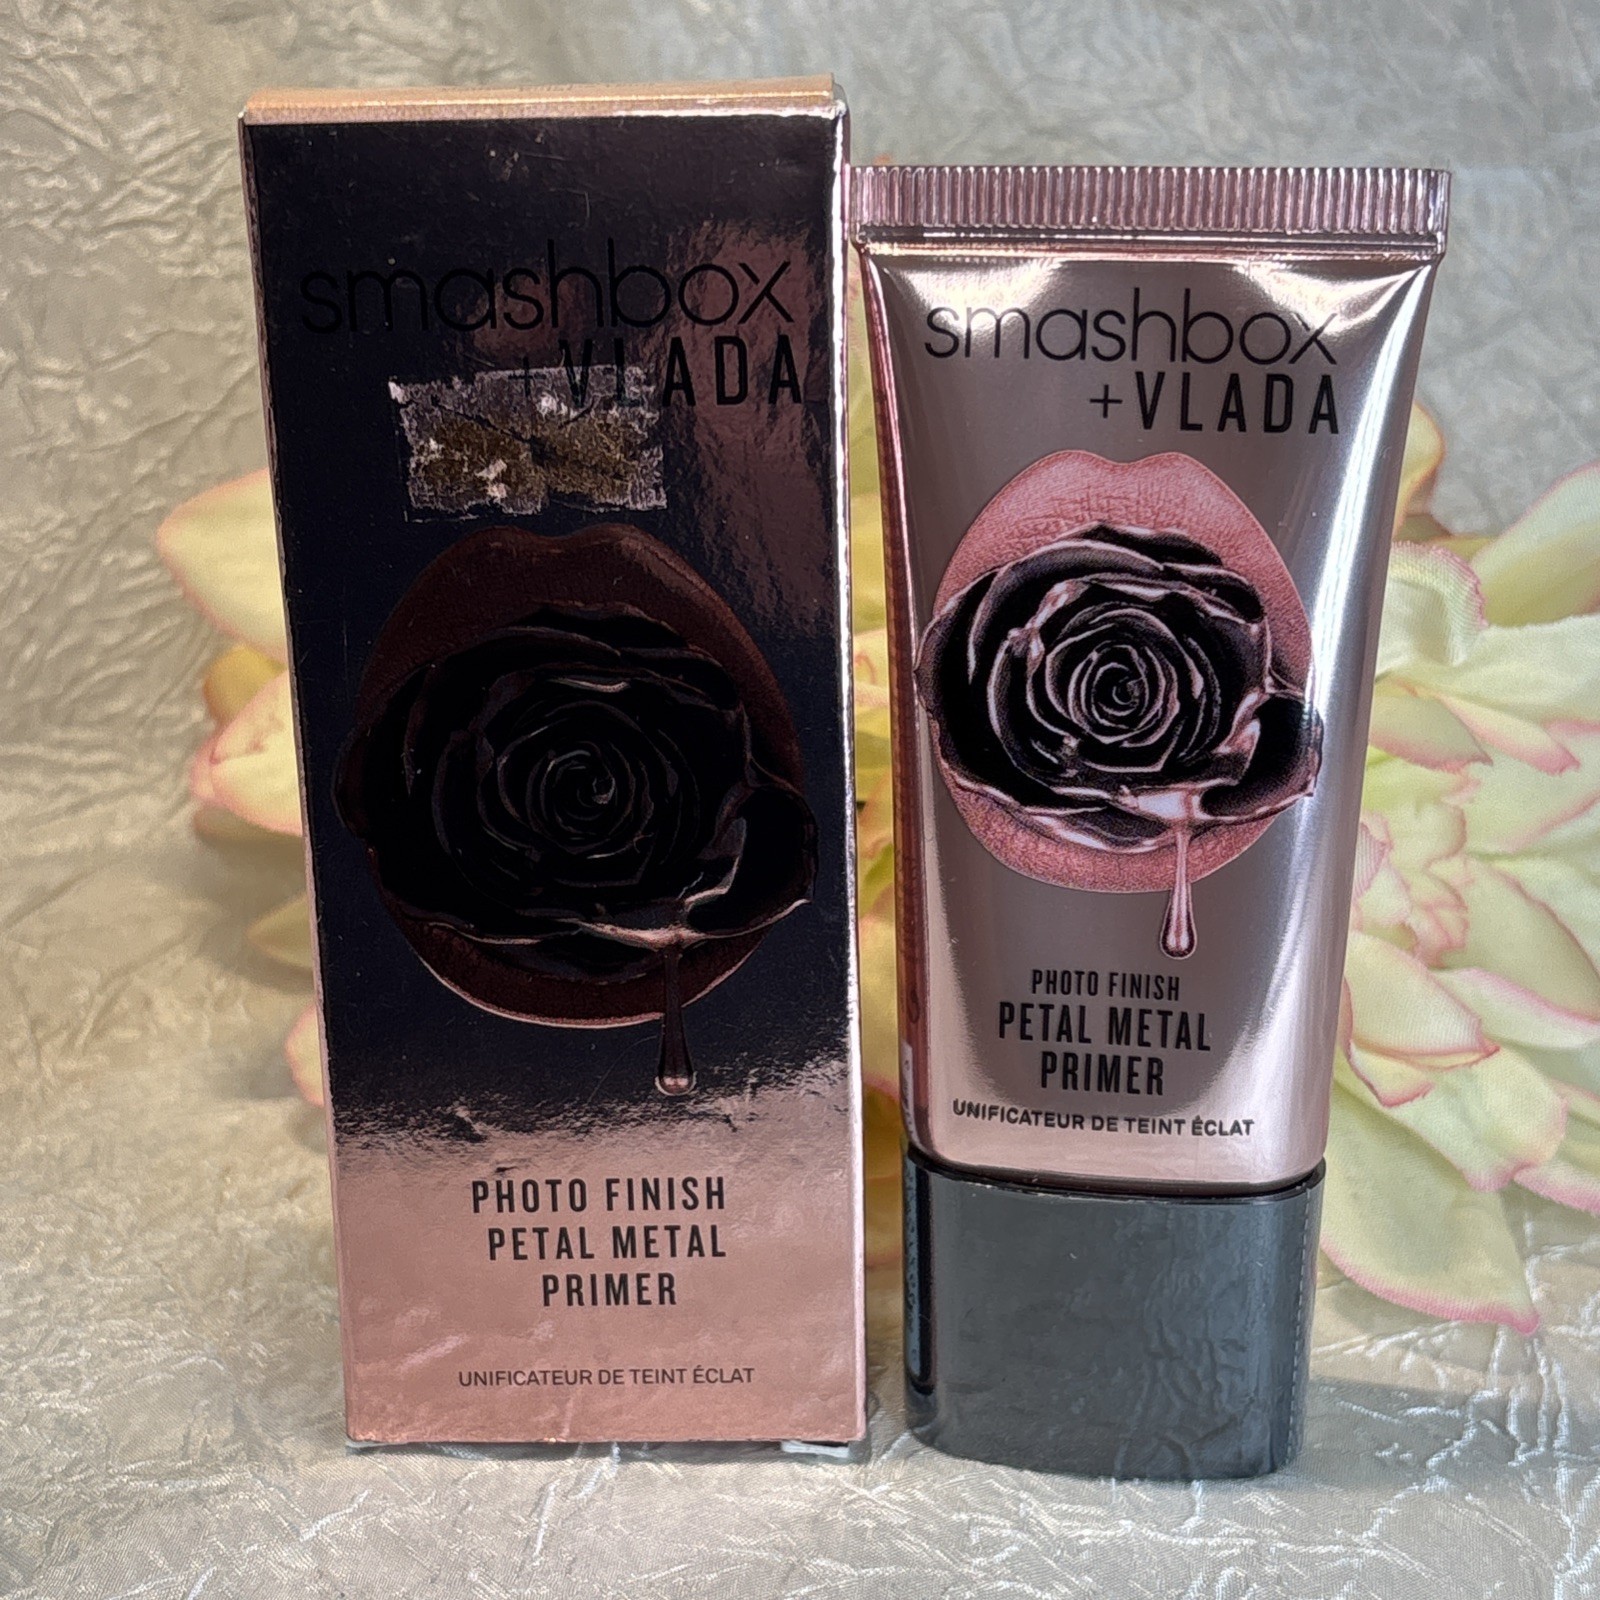 smashbox
+VLADA
PHOTO FINISH
PETAL METAL
PRIMER
UNIFICATEUR DE TEINT ÉCLAT
smashbox
+VLADA
PHOTO FINISH
PETAL METAL
PRIMER
UNIFICATEUR DE TEINT ÉCLAT